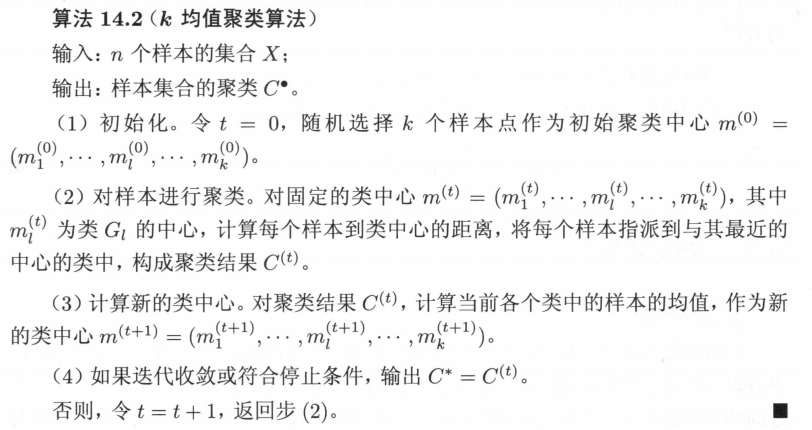 算法 14.2（k 均值聚类算法）
输入：n 个样本的集合 X；
输出：样本集合的聚类 C•。
（1）初始化。令 t = 0，随机选择 k 个样本点作为初始聚类中心 m^(0) =
(m_1^(0), ⋯, m_l^(0), ⋯, m_k^(0))。
（2）对样本进行聚类。对固定的类中心 m^(t) = (m_1^(t), ⋯, m_l^(t), ⋯, m_k^(t))，其中
m_l^(t) 为类 G_l 的中心，计算每个样本到类中心的距离，将每个样本指派到与其最近的
中心的类中，构成聚类结果 C^(t)。
（3）计算新的类中心。对聚类结果 C^(t)，计算当前各个类中的样本的均值，作为新
的类中心 m^(t+1) = (m_1^(t+1), ⋯, m_l^(t+1), ⋯, m_k^(t+1))。
（4）如果迭代收敛或符合停止条件，输出 C* = C^(t)。
否则，令 t = t + 1，返回步 (2)。 ■